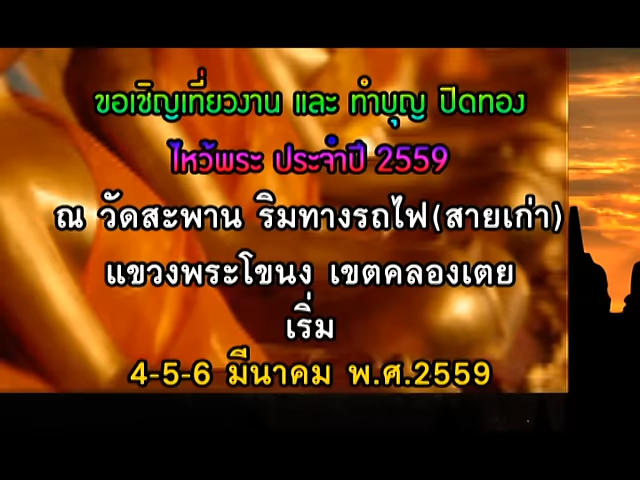 ขอเชิญเที่ยวงาน และ ทำบุญ ปิดทอง
ไหว้พระ ประจำปี 2559
ณ วัดสะพาน ริมทางรถไฟ(สายเก่า)
แขวงพระโขนง เขตคลองเตย
เริ่ม
4-5-6 มีนาคม พ.ศ.2559